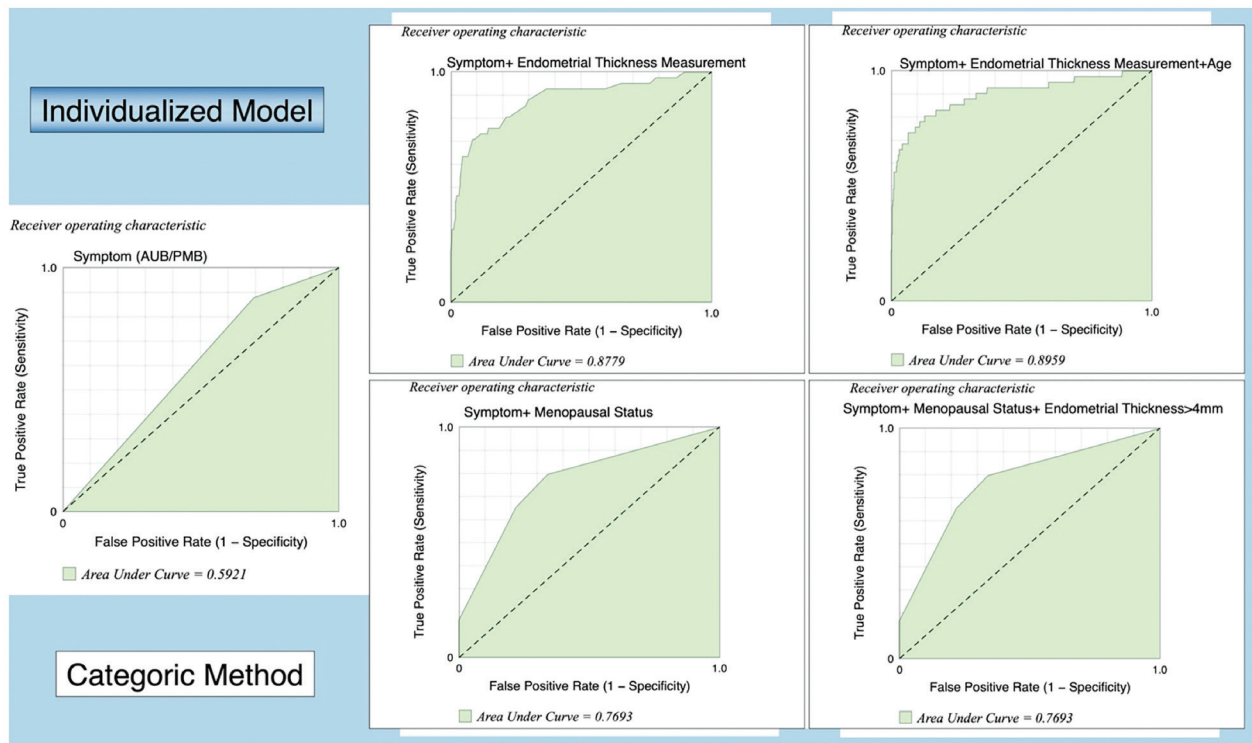 Individualized Model
Receiver operating characteristic
Symptom (AUB/PMB)
1.0
True Positive Rate (Sensitivity)
0
0
1.0
False Positive Rate (1 − Specificity)
Area Under Curve = 0.5921
Categoric Method
Receiver operating characteristic
Symptom+ Endometrial Thickness Measurement
1.0
True Positive Rate (Sensitivity)
0
0
1.0
False Positive Rate (1 − Specificity)
Area Under Curve = 0.8779
Receiver operating characteristic
Symptom+ Endometrial Thickness Measurement+Age
1.0
True Positive Rate (Sensitivity)
0
0
1.0
False Positive Rate (1 − Specificity)
Area Under Curve = 0.8959
Receiver operating characteristic
Symptom+ Menopausal Status
1.0
True Positive Rate (Sensitivity)
0
0
1.0
False Positive Rate (1 − Specificity)
Area Under Curve = 0.7693
Receiver operating characteristic
Symptom+ Menopausal Status+ Endometrial Thickness>4mm
1.0
True Positive Rate (Sensitivity)
0
0
1.0
False Positive Rate (1 − Specificity)
Area Under Curve = 0.7693